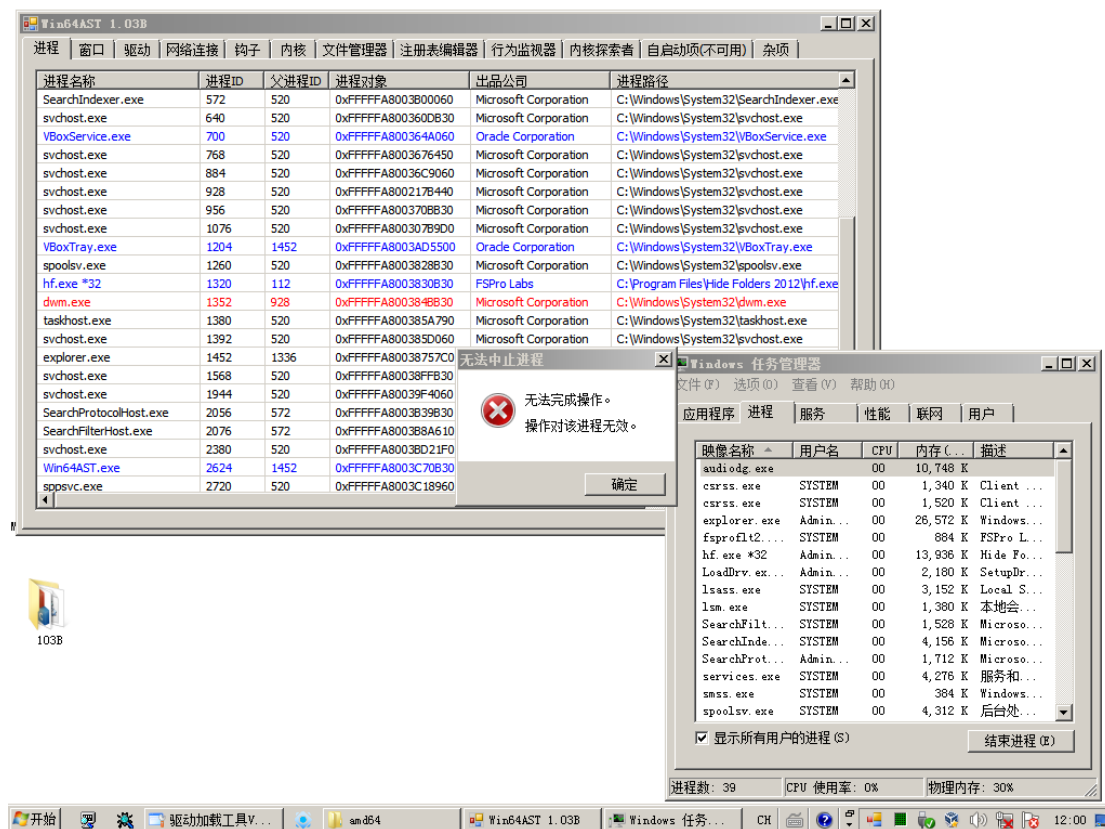 Win64AST 1.03B
进程 窗口 驱动 网络连接 钩子 内核 文件管理器 注册表编辑器 行为监视器 内核探索者 自启动项(不可用) 杂项
进程名称 进程ID 父进程ID 进程对象 出品公司 进程路径
SearchIndexer.exe 572 520 0xFFFFFA8003B00060 Microsoft Corporation C:\Windows\System32\SearchIndexer.exe
svchost.exe 640 520 0xFFFFFA800360DB30 Microsoft Corporation C:\Windows\System32\svchost.exe
VBoxService.exe 700 520 0xFFFFFA800364A060 Oracle Corporation C:\Windows\System32\VBoxService.exe
svchost.exe 768 520 0xFFFFFA8003676450 Microsoft Corporation C:\Windows\System32\svchost.exe
svchost.exe 884 520 0xFFFFFA80036C9060 Microsoft Corporation C:\Windows\System32\svchost.exe
svchost.exe 928 520 0xFFFFFA800217B440 Microsoft Corporation C:\Windows\System32\svchost.exe
svchost.exe 956 520 0xFFFFFA800370BB30 Microsoft Corporation C:\Windows\System32\svchost.exe
svchost.exe 1076 520 0xFFFFFA800307B9D0 Microsoft Corporation C:\Windows\System32\svchost.exe
VBoxTray.exe 1204 1452 0xFFFFFA8003AD5500 Oracle Corporation C:\Windows\System32\VBoxTray.exe
spoolsv.exe 1260 520 0xFFFFFA8003828B30 Microsoft Corporation C:\Windows\System32\spoolsv.exe
hf.exe *32 1320 112 0xFFFFFA8003830B30 FSPro Labs C:\Program Files\Hide Folders 2012\hf.exe
dwm.exe 1352 928 0xFFFFFA800384BB30 Microsoft Corporation C:\Windows\System32\dwm.exe
taskhost.exe 1380 520 0xFFFFFA800385A790 Microsoft Corporation C:\Windows\System32\taskhost.exe
svchost.exe 1392 520 0xFFFFFA800385D060 Microsoft Corporation C:\Windows\System32\svchost.exe
explorer.exe 1452 1336 0xFFFFFA80038757C0
svchost.exe 1568 520 0xFFFFFA80038FFB30
svchost.exe 1944 520 0xFFFFFA80039F4060
SearchProtocolHost.exe 2056 572 0xFFFFFA8003B39B30
SearchFilterHost.exe 2076 572 0xFFFFFA8003B8A610
svchost.exe 2380 520 0xFFFFFA8003BD21F0
Win64AST.exe 2624 1452 0xFFFFFA8003C70B30
sppsvc.exe 2720 520 0xFFFFFA8003C18960
无法中止进程
无法完成操作。
操作对该进程无效。
确定
Windows 任务管理器
文件(F) 选项(O) 查看(V) 帮助(H)
应用程序 进程 服务 性能 联网 用户
映像名称 用户名 CPU 内存(... 描述
audiodg.exe 00 10,748 K
csrss.exe SYSTEM 00 1,340 K Client ...
csrss.exe SYSTEM 00 1,520 K Client ...
explorer.exe Admin... 00 26,572 K Windows...
fsproflt2.... SYSTEM 00 884 K FSPro L...
hf.exe *32 Admin... 00 13,936 K Hide Fo...
LoadDrv.ex... Admin... 00 2,180 K SetupDr...
lsass.exe SYSTEM 00 3,152 K Local S...
lsm.exe SYSTEM 00 1,380 K 本地会...
SearchFilt... SYSTEM 00 1,528 K Microso...
SearchInde... SYSTEM 00 4,156 K Microso...
SearchProt... Admin... 00 1,712 K Microso...
services.exe SYSTEM 00 4,276 K 服务和...
smss.exe SYSTEM 00 384 K Windows...
spoolsv.exe SYSTEM 00 4,312 K 后台处...
显示所有用户的进程(S) 结束进程(E)
进程数: 39 CPU 使用率: 0% 物理内存: 30%
103B
开始 驱动加载工具V... amd64 Win64AST 1.03B Windows 任务... CH 12:00